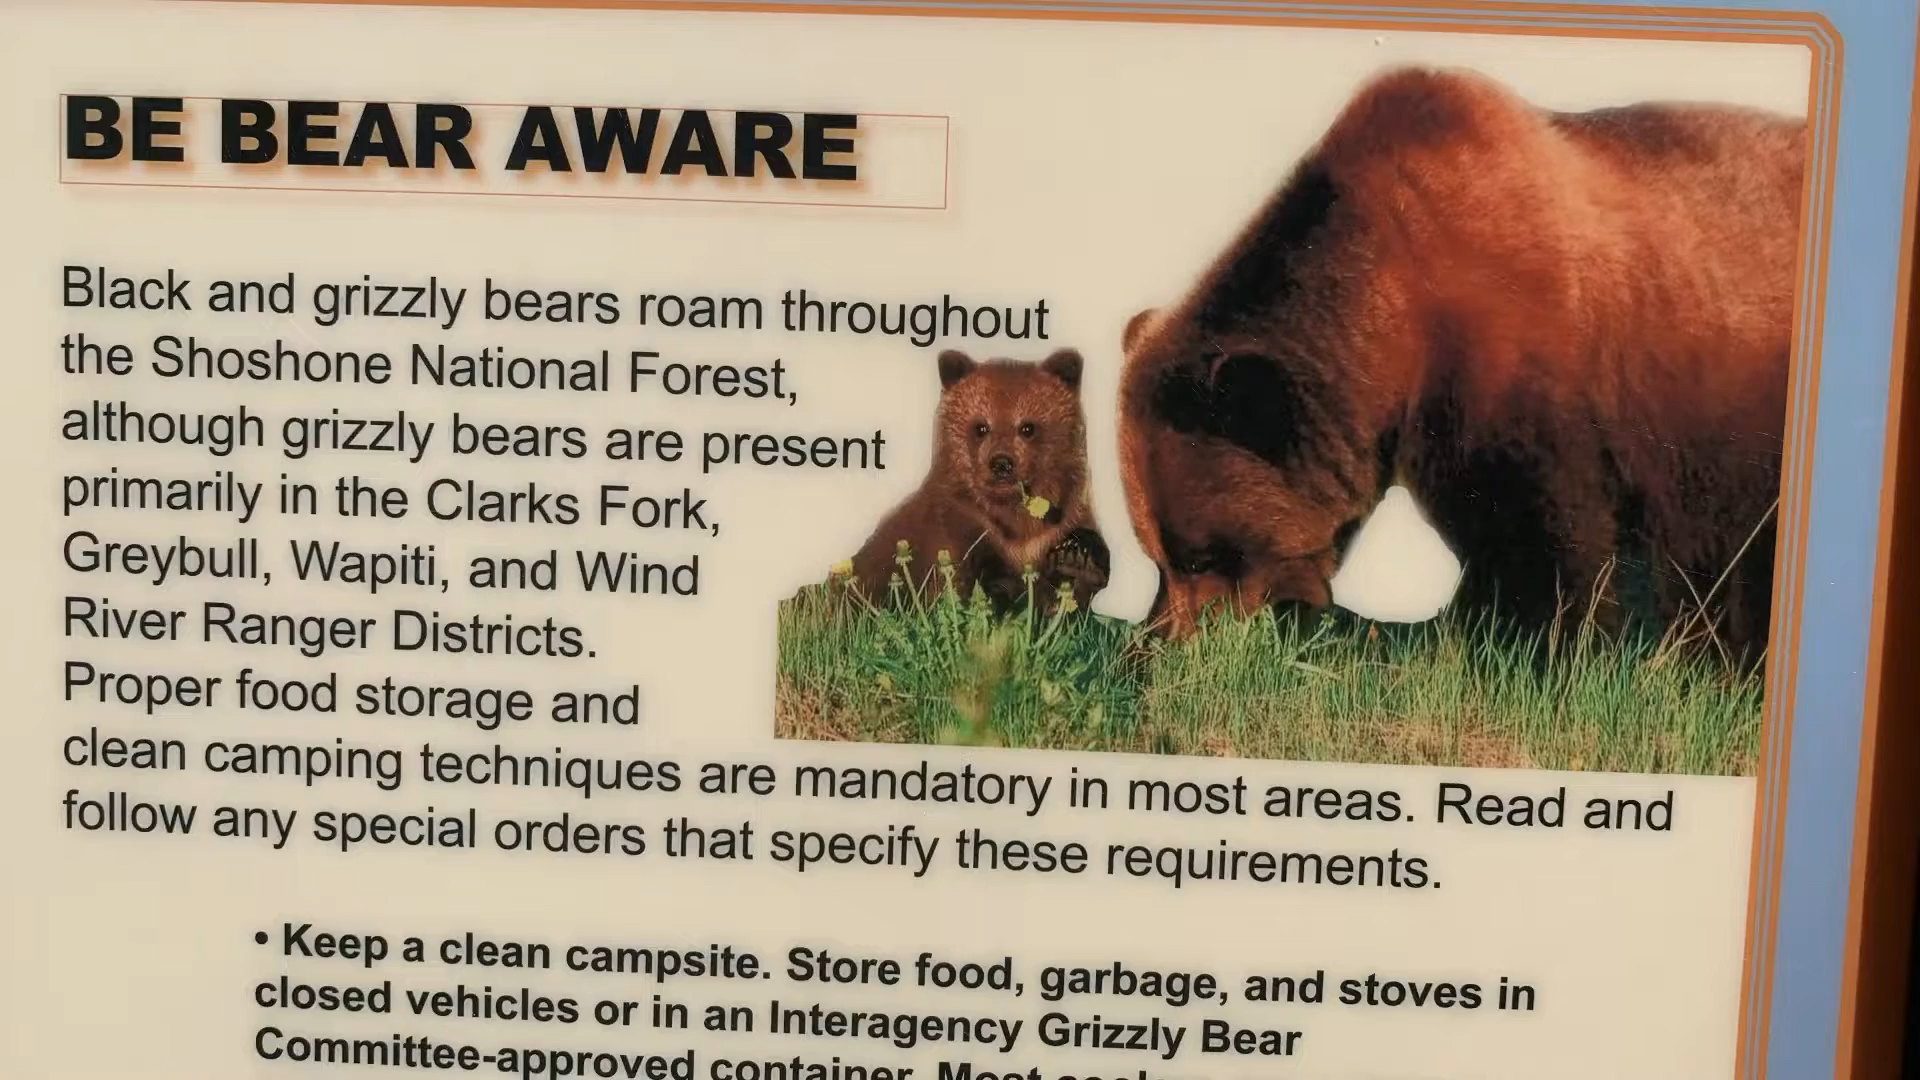 BE BEAR AWARE
Black and grizzly bears roam throughout
the Shoshone National Forest,
although grizzly bears are present
primarily in the Clarks Fork,
Greybull, Wapiti, and Wind
River Ranger Districts.
Proper food storage and
clean camping techniques are mandatory in most areas. Read and
follow any special orders that specify these requirements.
• Keep a clean campsite. Store food, garbage, and stoves in
closed vehicles or in an Interagency Grizzly Bear
Committee-approved container. Most